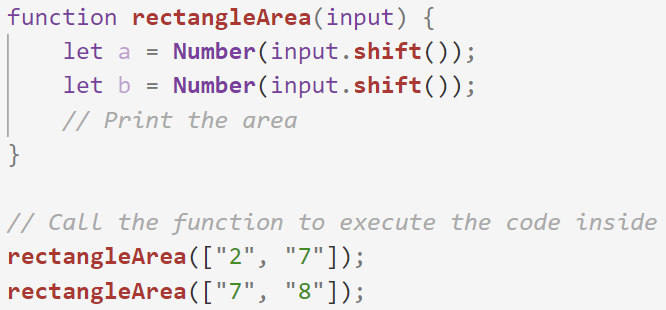 function rectangleArea(input) {
    let a = Number(input.shift());
    let b = Number(input.shift());
    // Print the area
}

// Call the function to execute the code inside
rectangleArea(["2", "7"]);
rectangleArea(["7", "8"]);